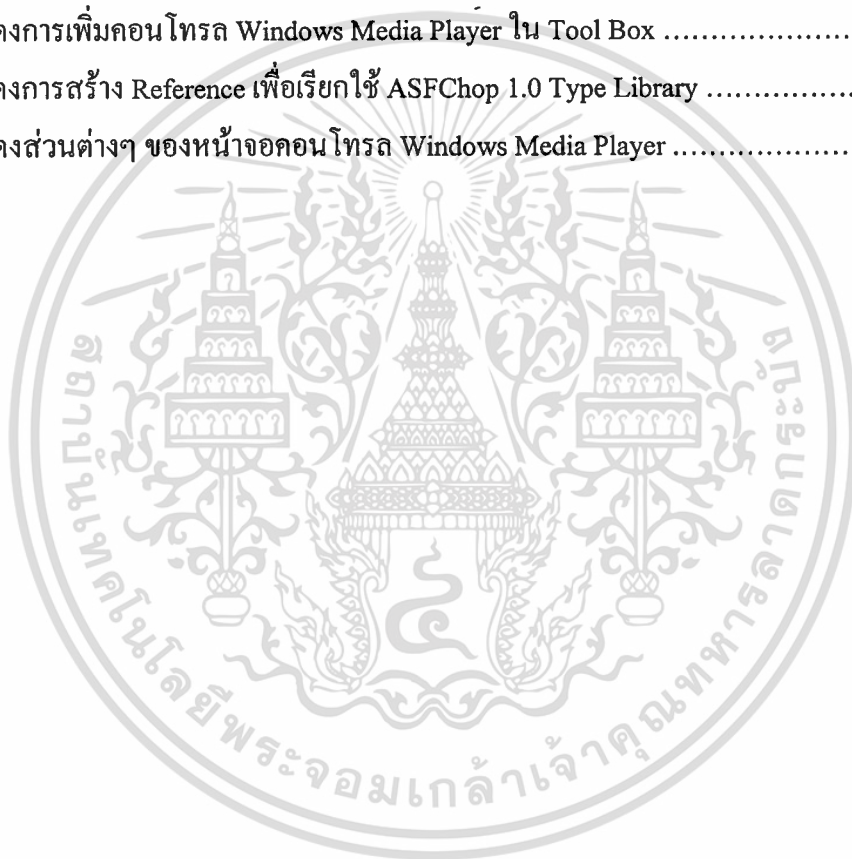 ดงการเพิ่มคอนโทรล Windows Media Player ใน Tool Box ....................
ดงการสร้าง Reference เพื่อเรียกใช้ ASFChop 1.0 Type Library ................
ดงส่วนต่างๆ ของหน้าจอคอนโทรล Windows Media Player ...................
สถาบันเทคโนโลยีพระจอมเกล้าเจ้าคุณทหารลาดกระบัง